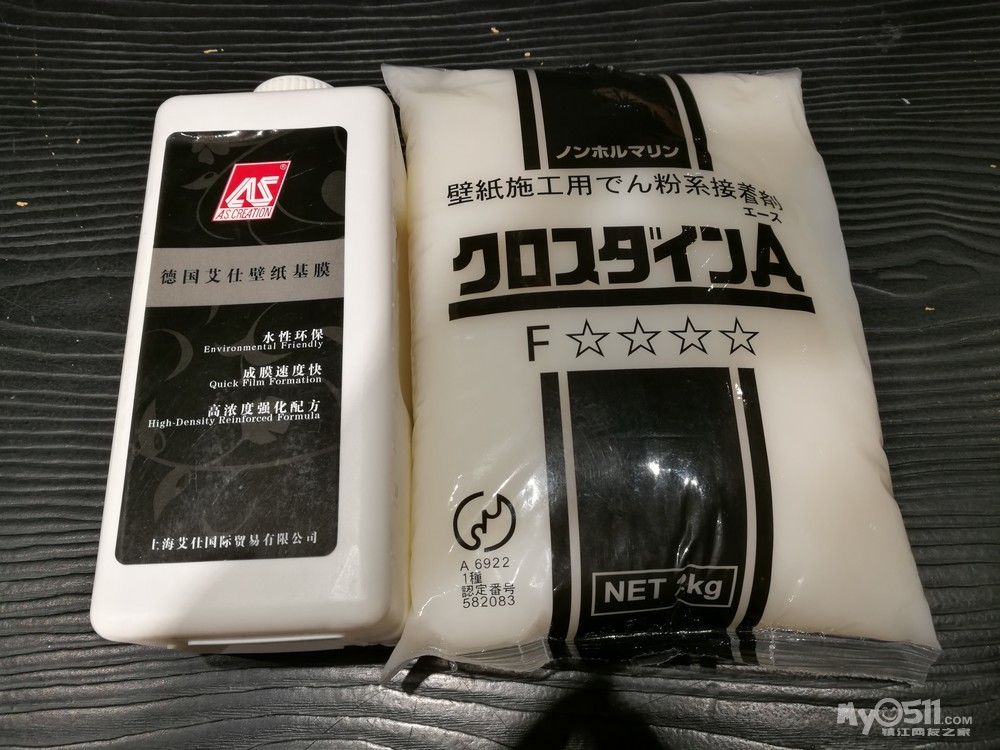 AS
®
A.S. CREATION
德国艾仕壁纸基膜
水性环保
Environmental Friendly
成膜速度快
Quick Film Formation
高浓度强化配方
High-Density Reinforced Formula
上海艾仕国际贸易有限公司
ノンホルマリン
壁紙施工用でん粉系接着剤
エース
クロスダインA
F☆☆☆☆
A 6922
1種
認定番号
582083
NET kg
My0511.COM
镇江网友之家